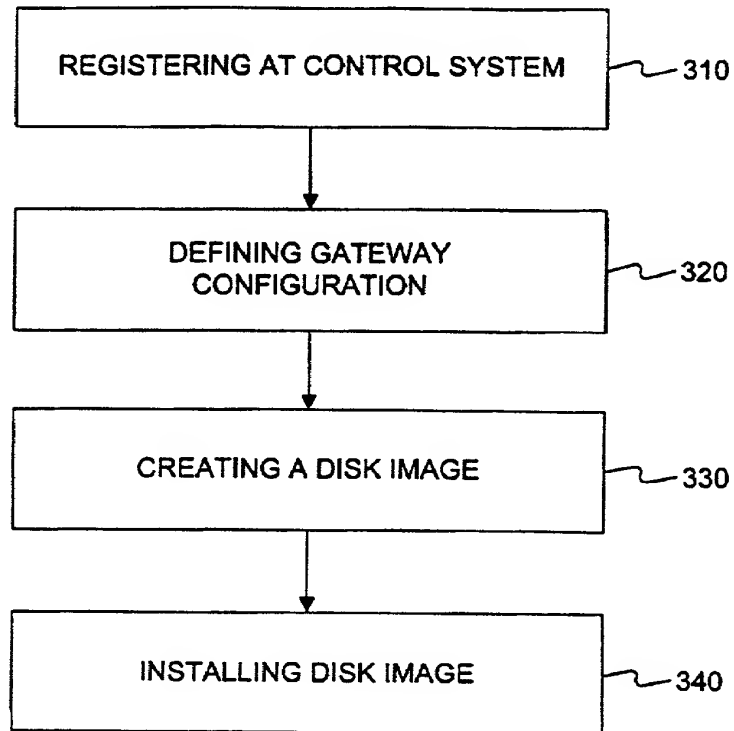 REGISTERING AT CONTROL SYSTEM
310
DEFINING GATEWAY
CONFIGURATION
320
CREATING A DISK IMAGE
330
INSTALLING DISK IMAGE
340